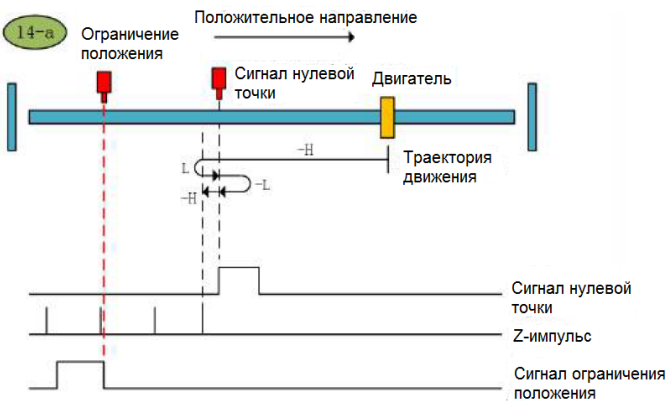 14-a
Ограничение
положения
Положительное направление
Сигнал нулевой
точки
Двигатель
-H
Траектория
движения
L
-L
-H
Сигнал нулевой
точки
Z-импульс
Сигнал ограничения
положения